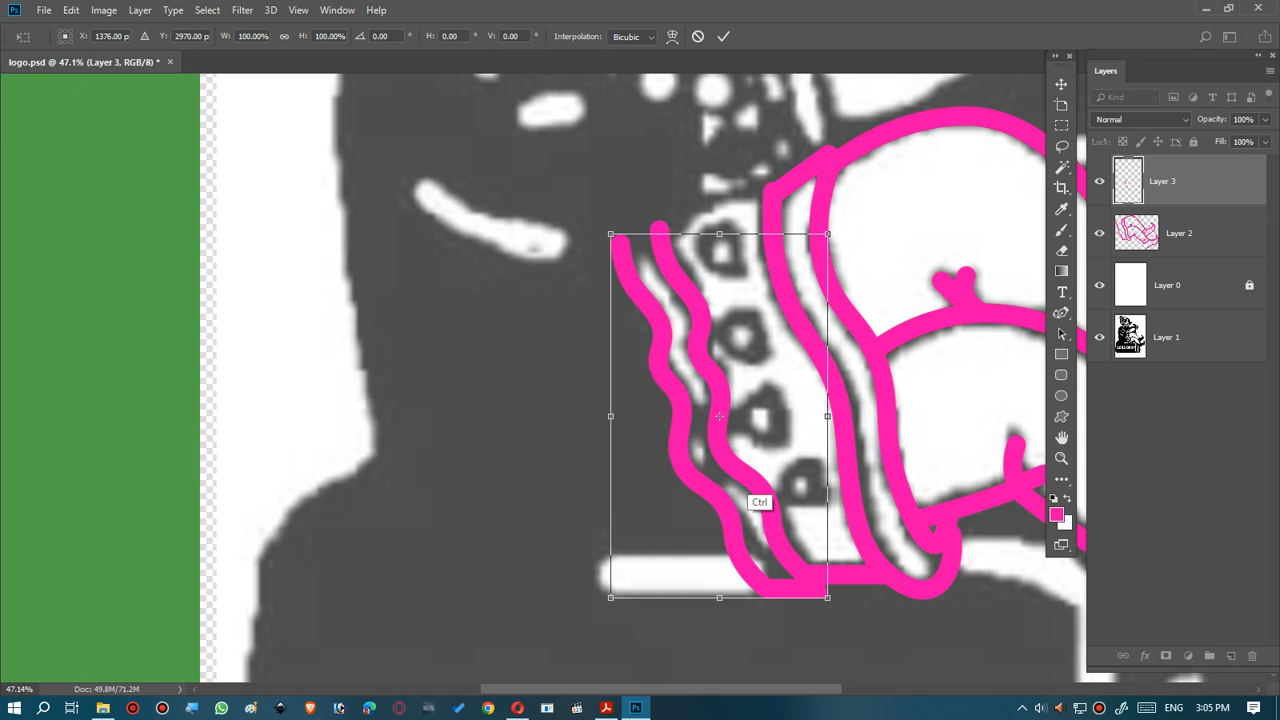 Ps File Edit Image Layer Type Select Filter 3D View Window Help
X: 1376.00 p: Y: 2970.00 p: W: 100.00% H: 100.00% 0.00 ° H: 0.00 ° V: 0.00 ° Interpolation: Bicubic
logo.psd @ 47.1% (Layer 3, RGB/8) * ×
Layers
Kind
Normal Opacity: 100%
Lock: Fill: 100%
Layer 3
Layer 2
Layer 0
Layer 1
Ctrl
47.14% Doc: 49.8M/71.2M
Ps 3:05 PM